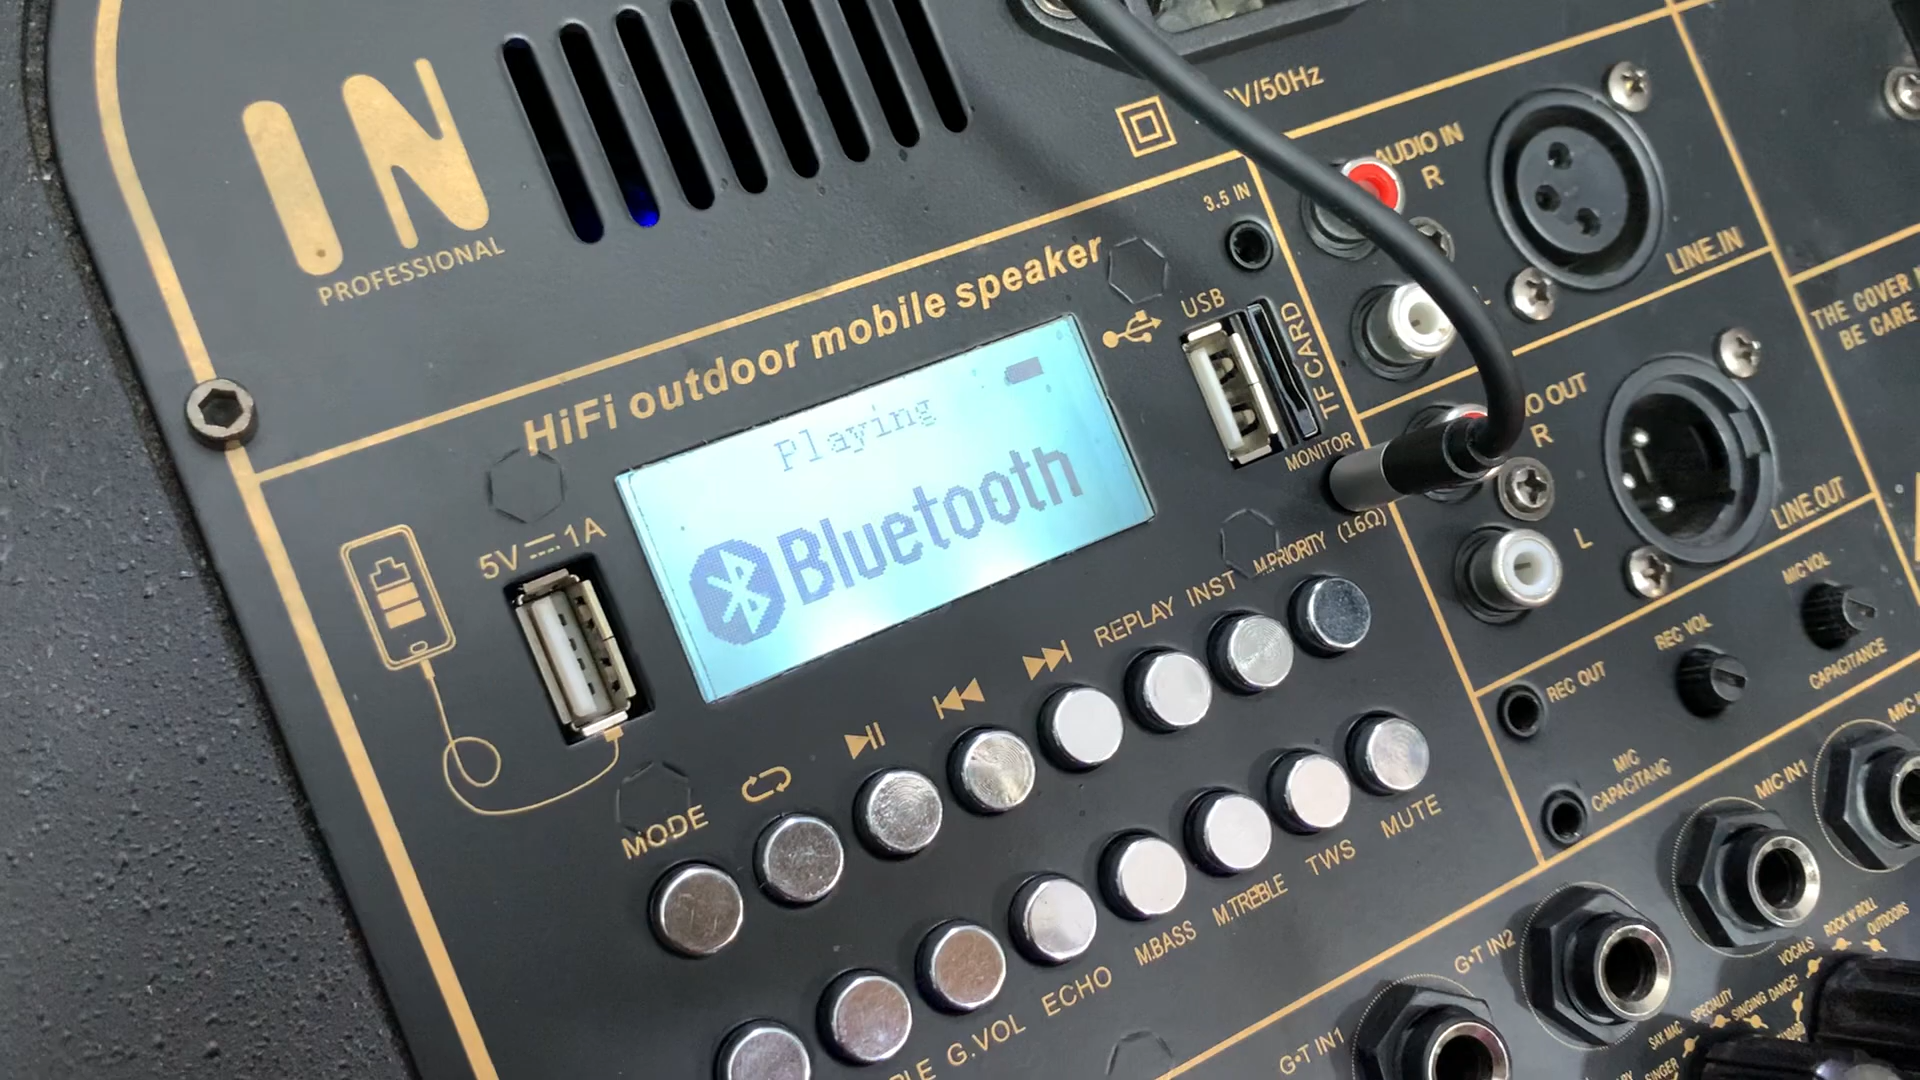 IN
PROFESSIONAL
V/50Hz
HiFi outdoor mobile speaker
3.5 IN
USB
TF CARD
AUDIO IN
R
LINE.IN
THE COVER
BE CARE
Playing
Bluetooth
5V 1A
MONITOR
OUT
R
L
LINE.OUT
M.PRIORITY (16Ω)
MODE
REPLAY
INST
G.VOL
ECHO
M.BASS
M.TREBLE
TWS
MUTE
REC OUT
REC VOL
MIC VOL
CAPACITANCE
MIC
CAPACITANC
MIC IN1
MIC
G•T IN1
G•T IN2
SAX MAC
SPECIALITY
SINGING
DANCE
VOCALS
ROCK'N'ROLL
OUTDOORS
SINGER